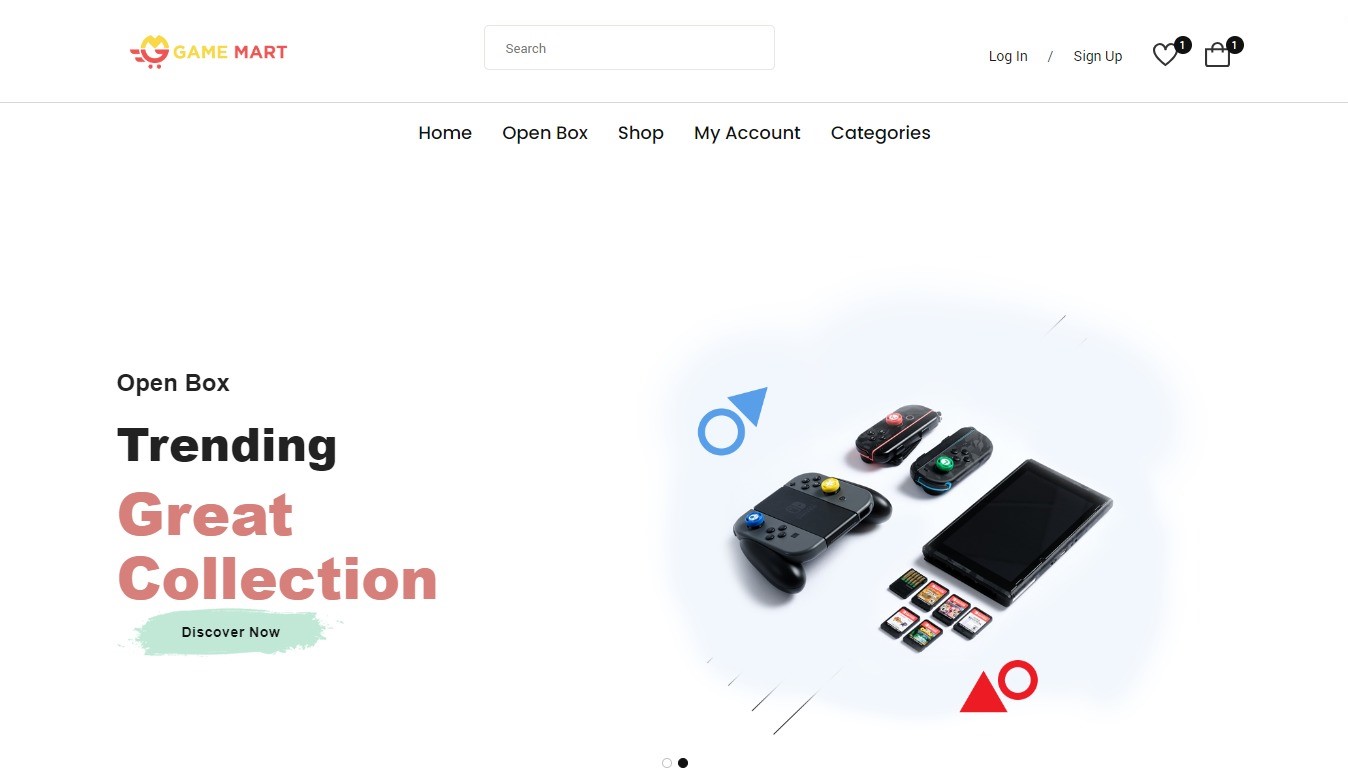 GAME MART
Search
Log In / Sign Up
1
1
Home
Open Box
Shop
My Account
Categories
Open Box
Trending
Great
Collection
Discover Now